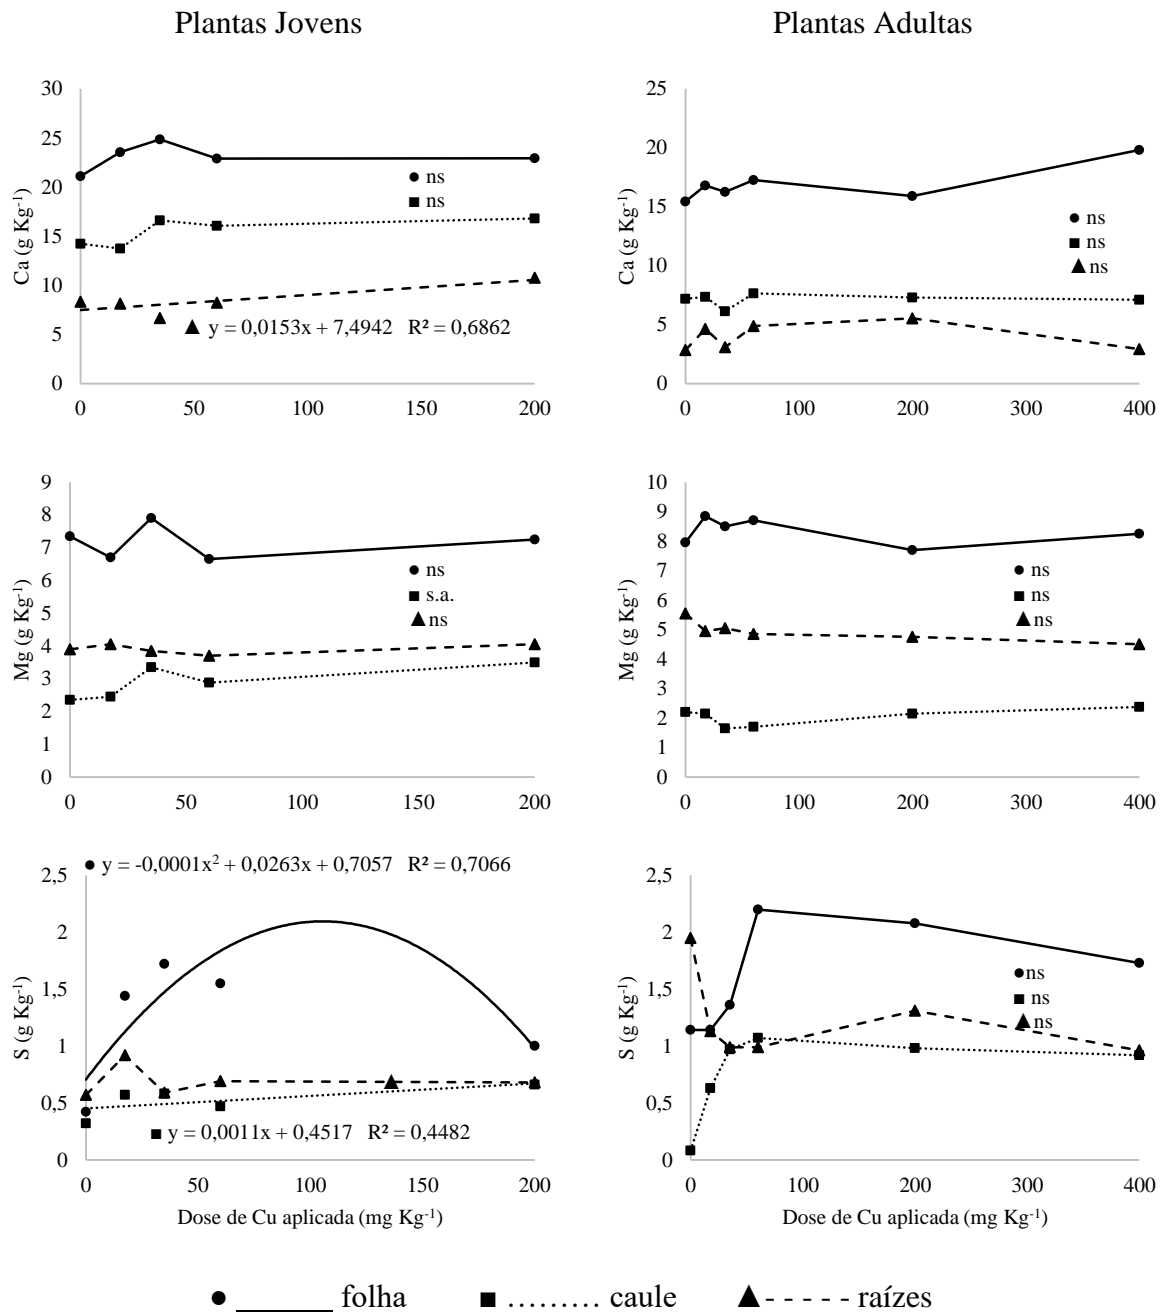 Plantas Jovens
Plantas Adultas
30
25
20
15
10
5
0
Ca (g Kg⁻¹)
● ns
■ ns
▲ y = 0,0153x + 7,4942 R² = 0,6862
0 50 100 150 200
25
20
15
10
5
0
Ca (g Kg⁻¹)
● ns
■ ns
▲ ns
0 100 200 300 400
9
8
7
6
5
4
3
2
1
0
Mg (g Kg⁻¹)
● ns
■ s.a.
▲ ns
0 50 100 150 200
10
9
8
7
6
5
4
3
2
1
0
Mg (g Kg⁻¹)
● ns
■ ns
▲ ns
0 100 200 300 400
● y = -0,0001x² + 0,0263x + 0,7057 R² = 0,7066
2,5
2
1,5
1
0,5
0
S (g Kg⁻¹)
■ y = 0,0011x + 0,4517 R² = 0,4482
0 50 100 150 200
Dose de Cu aplicada (mg Kg⁻¹)
2,5
2
1,5
1
0,5
0
S (g Kg⁻¹)
● ns
■ ns
▲ ns
0 100 200 300 400
Dose de Cu aplicada (mg Kg⁻¹)
● ________ folha ■ ……… caule ▲ - - - - - raízes